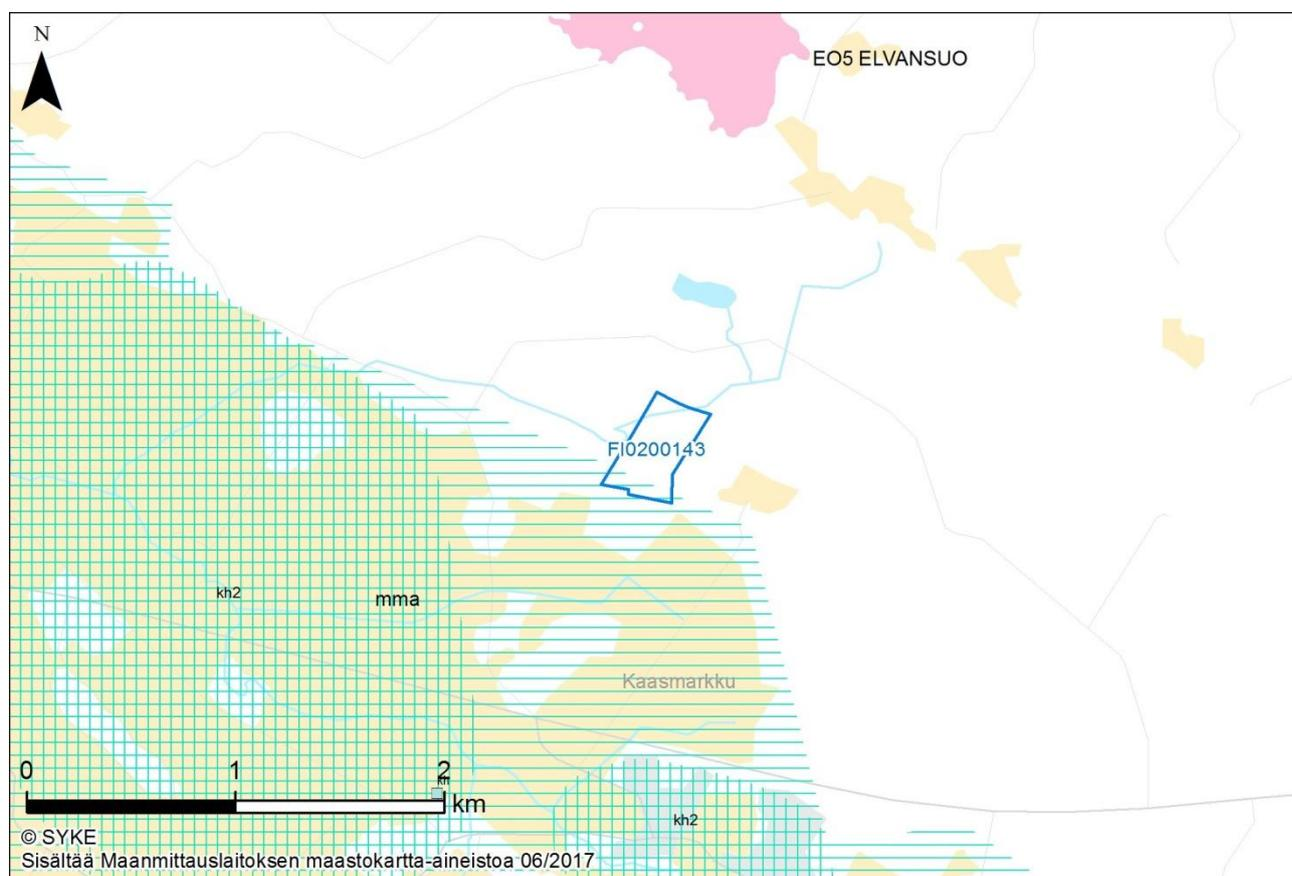 N
EO5 ELVANSUO
FI0200143
kh2
mma
Kaasmarkku
0 1 2
km
kh2
© SYKE
Sisältää Maanmittauslaitoksen maastokartta-aineistoa 06/2017